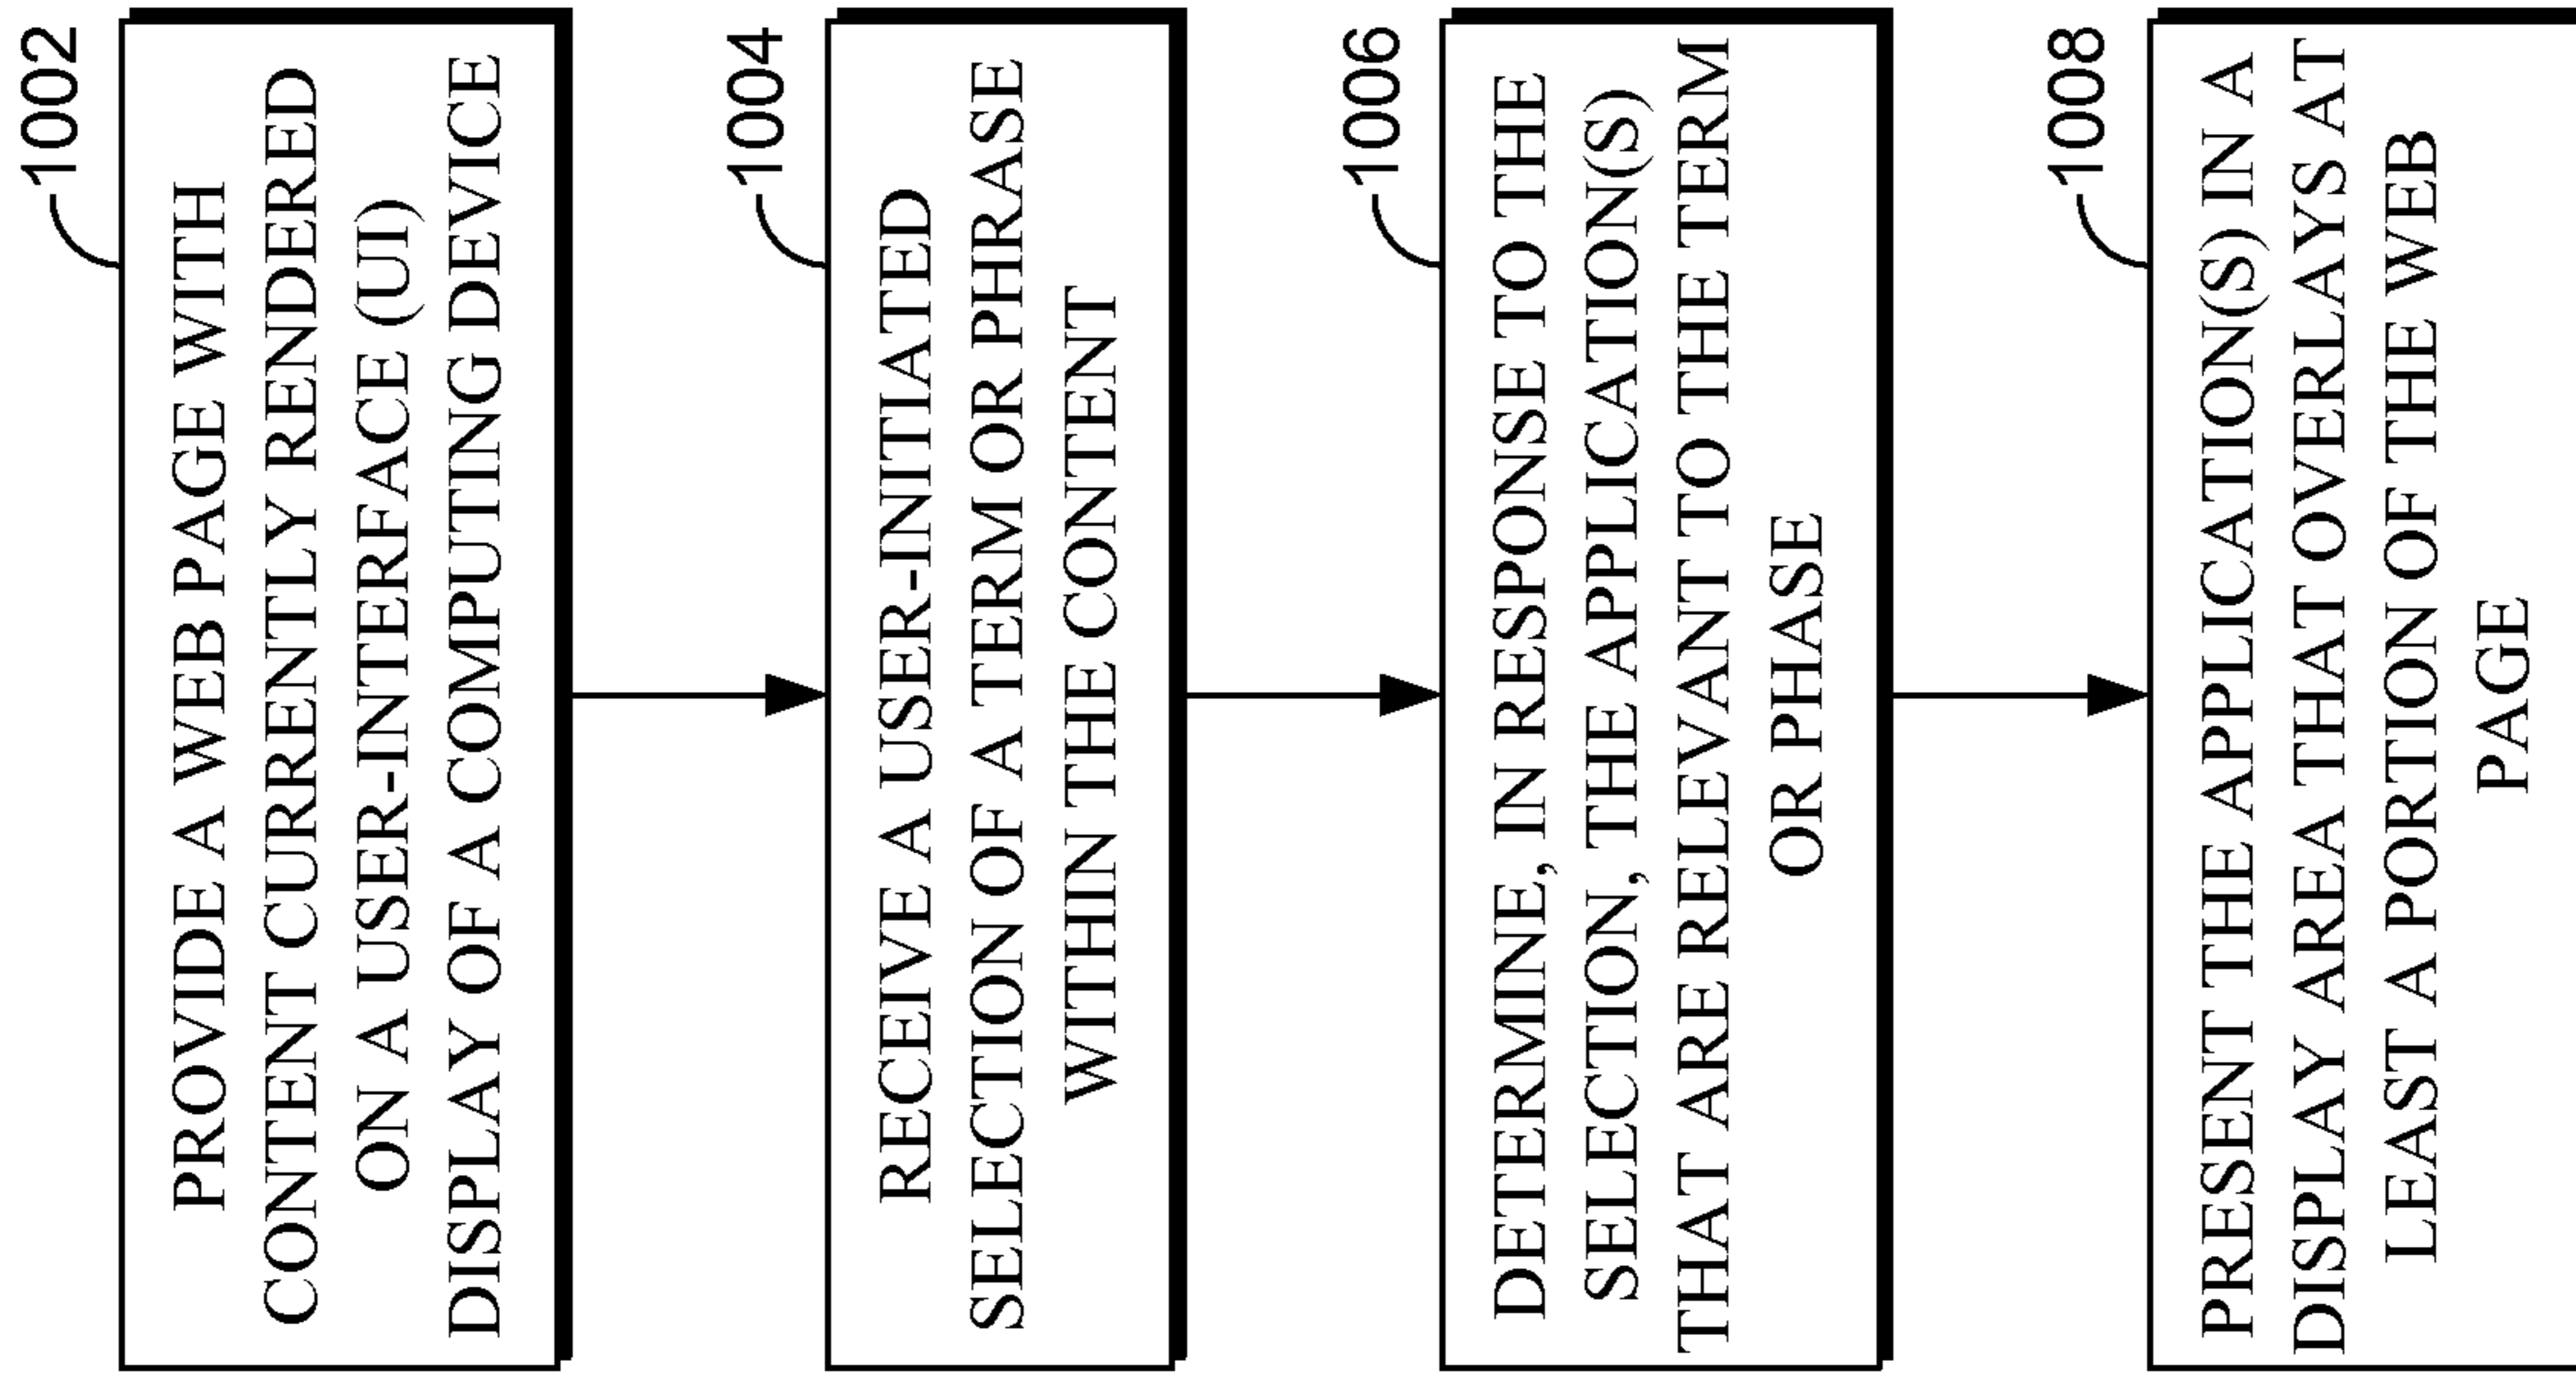 1002
PROVIDE A WEB PAGE WITH
CONTENT CURRENTLY RENDERED
ON A USER-INTERFACE (UI)
DISPLAY OF A COMPUTING DEVICE
1004
RECEIVE A USER-INITIATED
SELECTION OF A TERM OR PHRASE
WITHIN THE CONTENT
1006
DETERMINE, IN RESPONSE TO THE
SELECTION, THE APPLICATION(S)
THAT ARE RELEVANT TO THE TERM
OR PHASE
1008
PRESENT THE APPLICATION(S) IN A
DISPLAY AREA THAT OVERLAYS AT
LEAST A PORTION OF THE WEB
PAGE